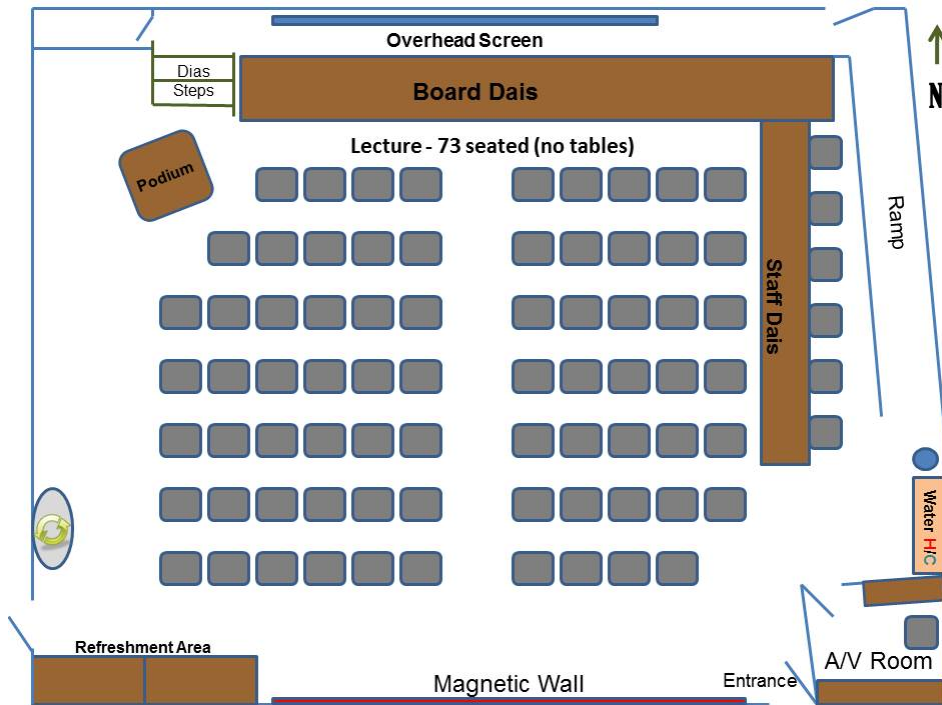 Overhead Screen
Dias
Steps
Board Dais
N
Lecture - 73 seated (no tables)
Podium
Ramp
Staff Dais
Water H/C
Refreshment Area
Magnetic Wall
Entrance
A/V Room